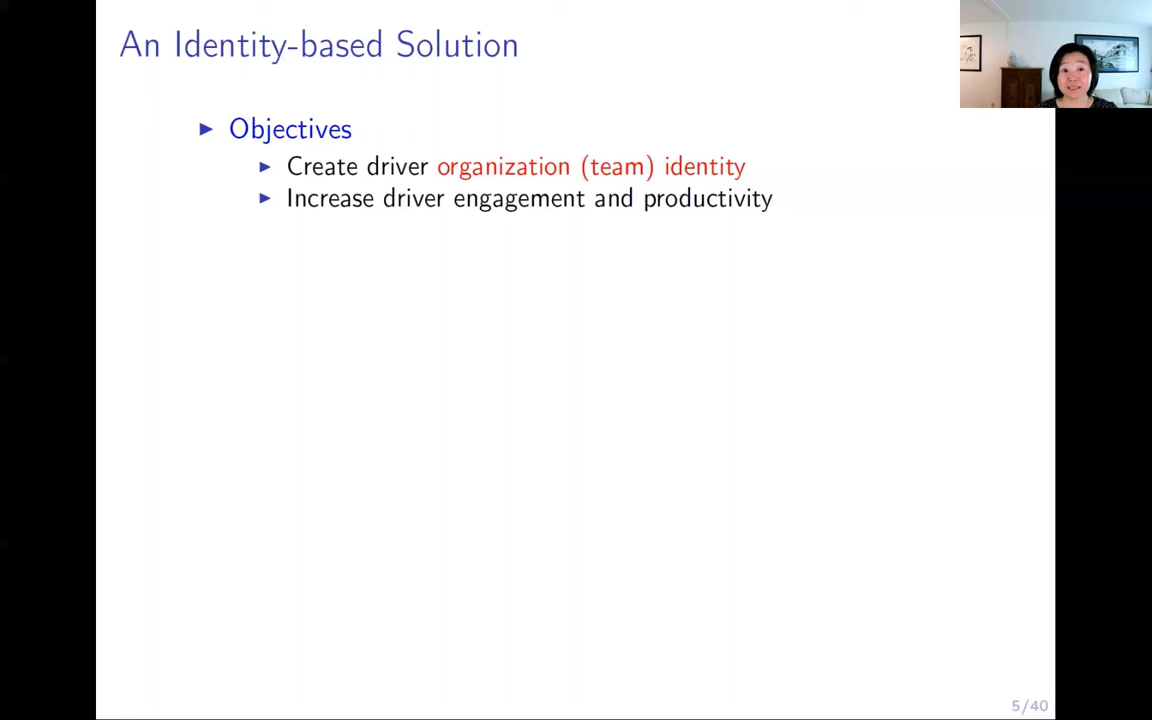 An Identity-based Solution
▶ Objectives
▶ Create driver organization (team) identity
▶ Increase driver engagement and productivity
5/40